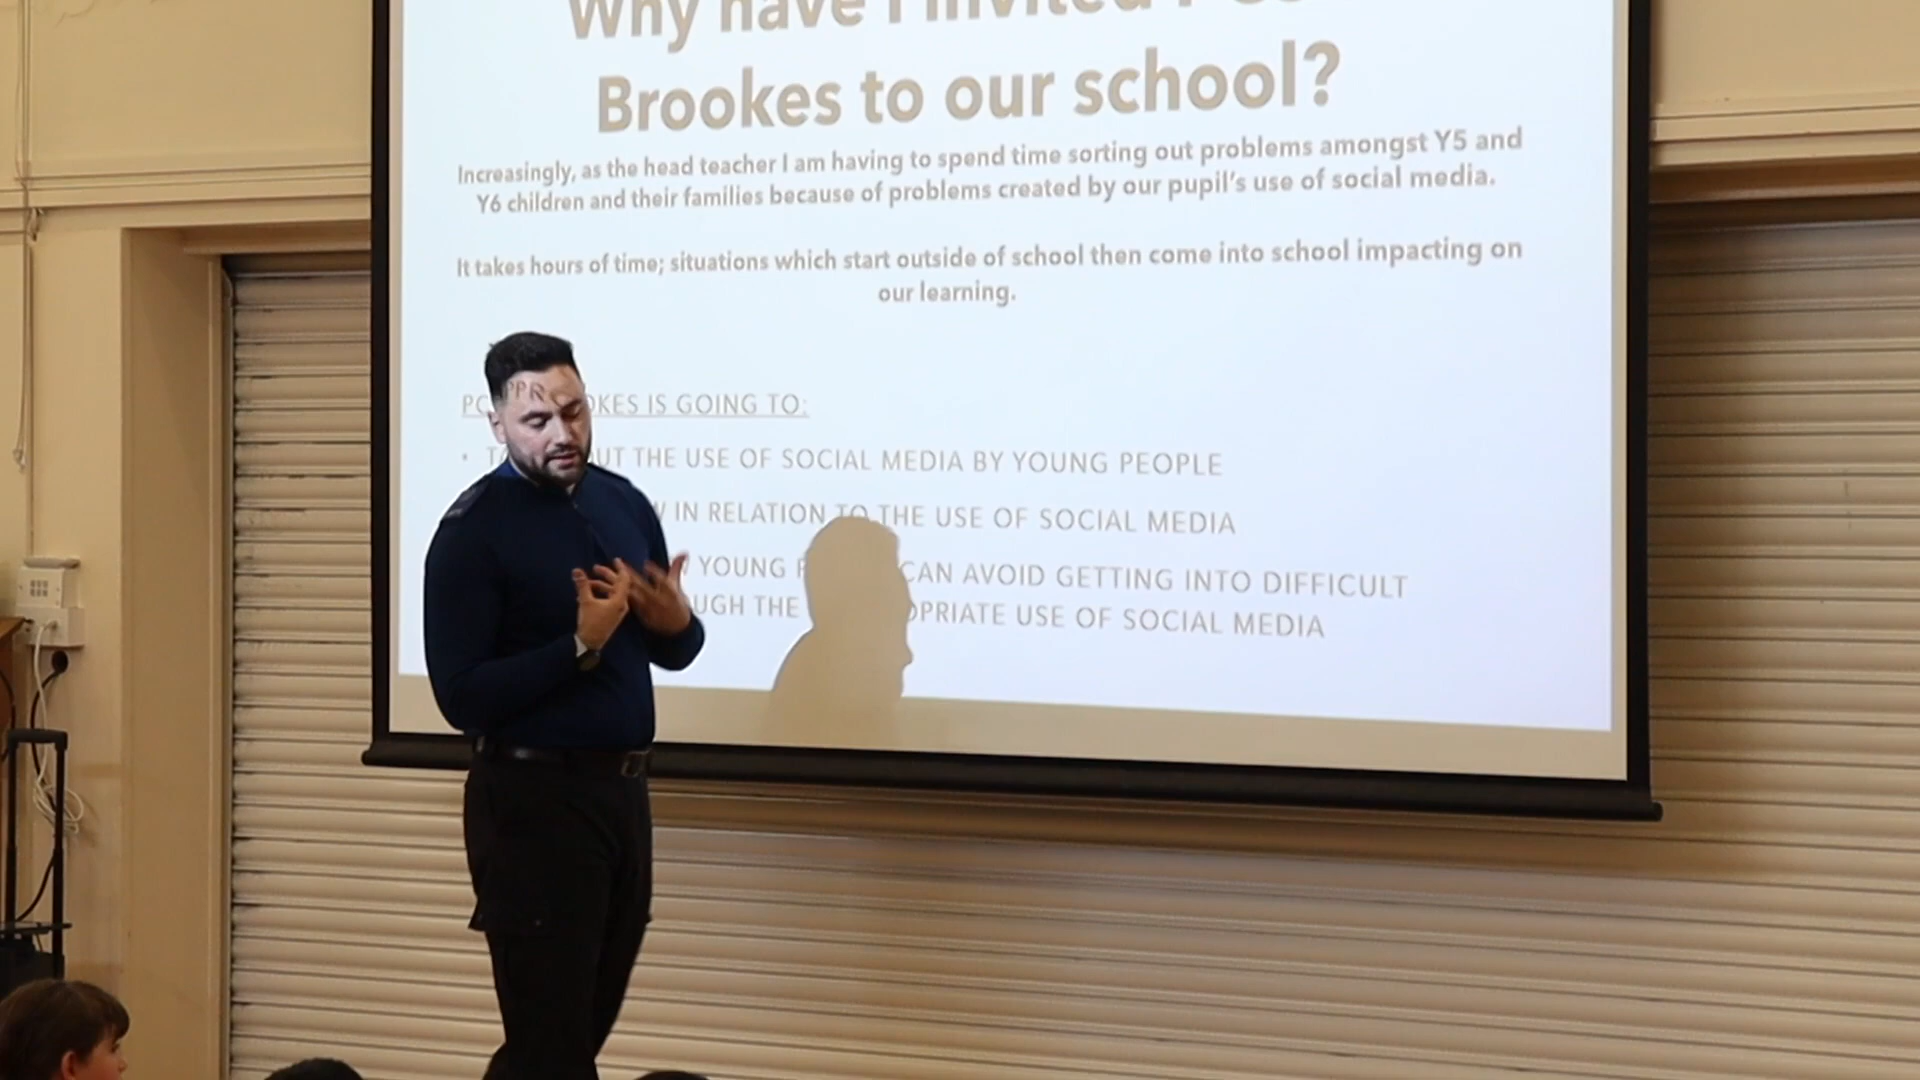 Why have I invited
Brookes to our school?
Increasingly, as the head teacher I am having to spend time sorting out problems amongst Y5 and
Y6 children and their families because of problems created by our pupil's use of social media.
It takes hours of time; situations which start outside of school then come into school impacting on
our learning.
OKES IS GOING TO:
THE USE OF SOCIAL MEDIA BY YOUNG PEOPLE
IN RELATION TO THE USE OF SOCIAL MEDIA
YOUNG CAN AVOID GETTING INTO DIFFICULT
THE USE OF SOCIAL MEDIA